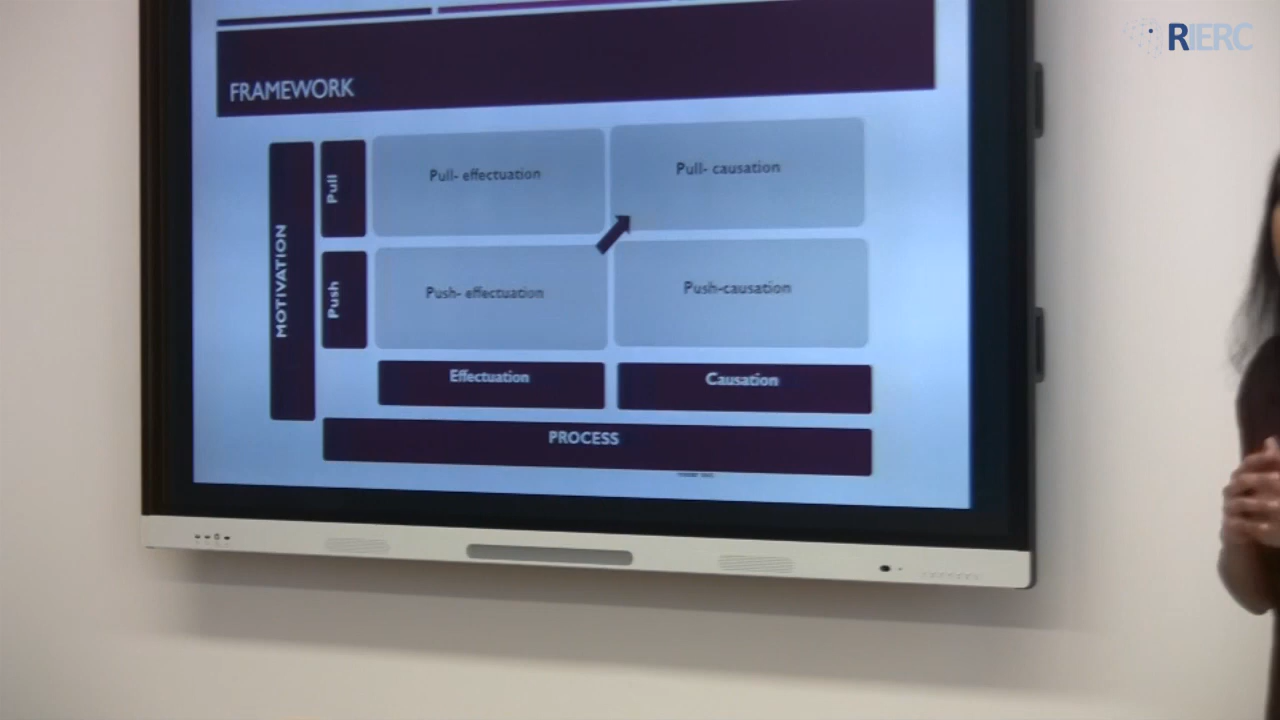 RIERC
FRAMEWORK
MOTIVATION
Pull
Pull- effectuation
Pull- causation
Push
Push- effectuation
Push-causation
Effectuation
Causation
PROCESS